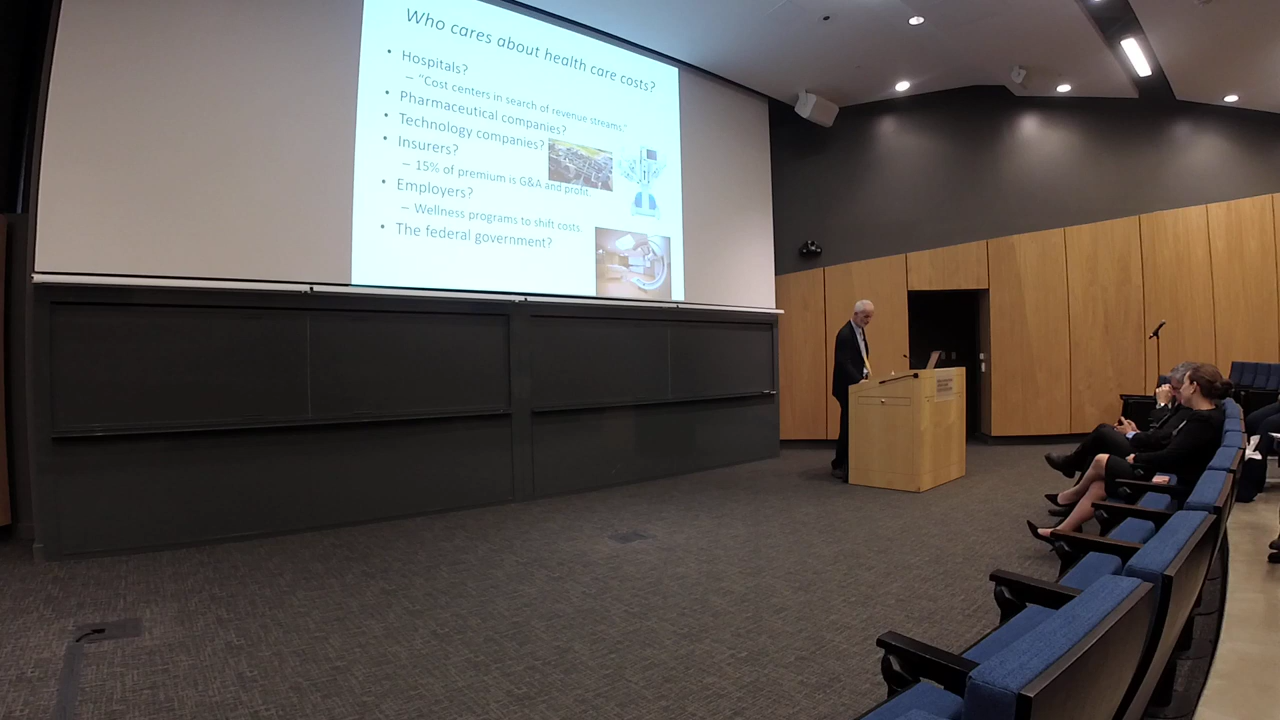 Who cares about health care costs?
• Hospitals?
– "Cost centers in search of revenue streams."
• Pharmaceutical companies?
• Technology companies?
• Insurers?
– 15% of premium is G&A and profit.
• Employers?
– Wellness programs to shift costs.
• The federal government?